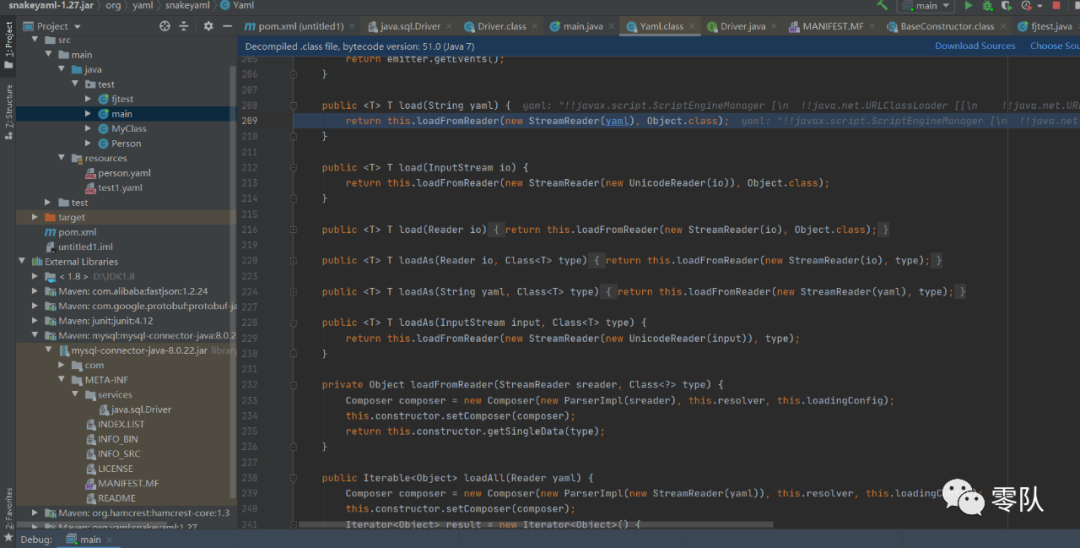 snakeyaml-1.27.jar › org › yaml › snakeyaml › Yaml
main
Project
pom.xml (untitled1)
java.sql.Driver
Driver.class
main.java
Yaml.class
Driver.java
MANIFEST.MF
BaseConstructor.class
fjtest.java
Decompiled .class file, bytecode version: 51.0 (Java 7)
Download Sources
Choose Sou
1: Project
Z: Structure
2: Favorites
src
main
java
test
fjtest
main
MyClass
Person
resources
person.yaml
test1.yaml
test
target
pom.xml
untitled1.iml
External Libraries
< 1.8 > D:\JDK1.8
Maven: com.alibaba:fastjson:1.2.24
Maven: com.google.protobuf:protobuf-ja
Maven: junit:junit:4.12
Maven: mysql:mysql-connector-java:8.0.2
mysql-connector-java-8.0.22.jar library
com
META-INF
services
java.sql.Driver
INDEX.LIST
INFO_BIN
INFO_SRC
LICENSE
MANIFEST.MF
README
Maven: org.hamcrest:hamcrest-core:1.3
Maven: org.yaml:snakeyaml:1.27
205 return emitter.getEvents();
206 }
207
208 public <T> T load(String yaml) { yaml: "!!javax.script.ScriptEngineManager [\n !!java.net.URLClassLoader [[\n !!java.net.UR
209 return this.loadFromReader(new StreamReader(yaml), Object.class); yaml: "!!javax.script.ScriptEngineManager [\n !!java.net
210 }
211
212 public <T> T load(InputStream io) {
213 return this.loadFromReader(new StreamReader(new UnicodeReader(io)), Object.class);
214 }
215
216 public <T> T load(Reader io) { return this.loadFromReader(new StreamReader(io), Object.class); }
219
220 public <T> T loadAs(Reader io, Class<T> type) { return this.loadFromReader(new StreamReader(io), type); }
223
224 public <T> T loadAs(String yaml, Class<T> type) { return this.loadFromReader(new StreamReader(yaml), type); }
227
228 public <T> T loadAs(InputStream input, Class<T> type) {
229 return this.loadFromReader(new StreamReader(new UnicodeReader(input)), type);
230 }
231
232 private Object loadFromReader(StreamReader sreader, Class<?> type) {
233 Composer composer = new Composer(new ParserImpl(sreader), this.resolver, this.loadingConfig);
234 this.constructor.setComposer(composer);
235 return this.constructor.getSingleData(type);
236 }
237
238 public Iterable<Object> loadAll(Reader yaml) {
239 Composer composer = new Composer(new ParserImpl(new StreamReader(yaml)), this.resolver, this.loadingC
240 this.constructor.setComposer(composer);
241 Iterator<Object> result = new Iterator<Object>() {
零队
Debug:
main